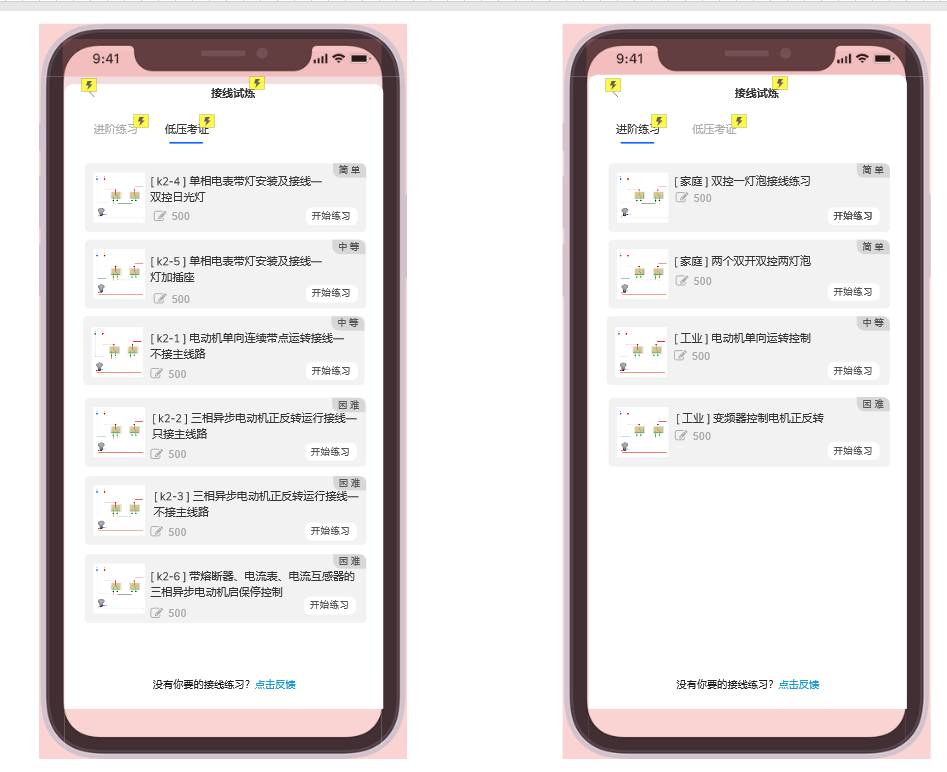 9:41
接线试炼
进阶练习
低压考证
简单
[k2-4]单相电表带灯安装及接线—
双控日光灯
500
开始练习
中等
[k2-5]单相电表带灯安装及接线—
灯加插座
500
开始练习
中等
[k2-1]电动机单向连续带点运转接线—
不接主线路
500
开始练习
困难
[k2-2]三相异步电动机正反转运行接线—
只接主线路
500
开始练习
困难
[k2-3]三相异步电动机正反转运行接线—
不接主线路
500
开始练习
困难
[k2-6]带熔断器、电流表、电流互感器的
三相异步电动机启保停控制
500
开始练习
没有你要的接线练习？点击反馈
9:41
接线试炼
进阶练习
低压考证
简单
[家庭]双控一灯泡接线练习
500
开始练习
简单
[家庭]两个双开双控两灯泡
500
开始练习
中等
[工业]电动机单向运转控制
500
开始练习
困难
[工业]变频器控制电机正反转
500
开始练习
没有你要的接线练习？点击反馈